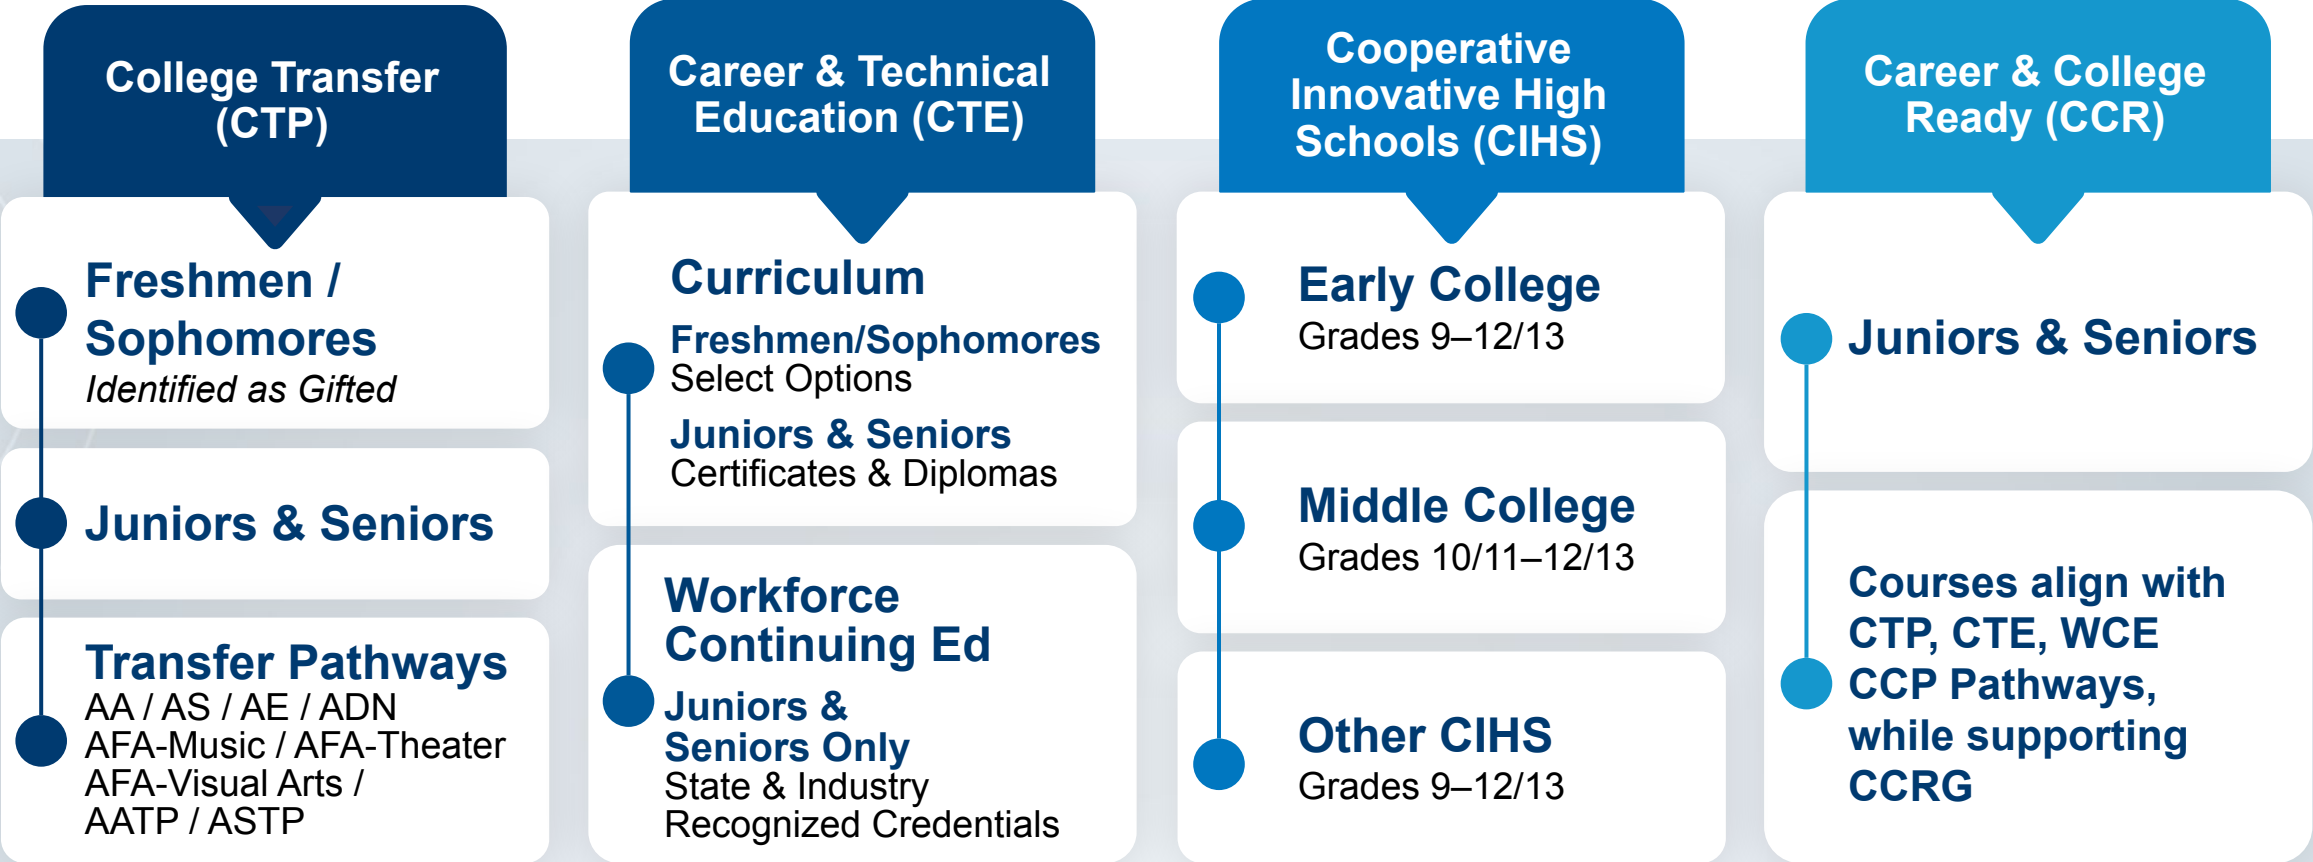 College Transfer
(CTP)
Freshmen /
Sophomores
Identified as Gifted
Juniors & Seniors
Transfer Pathways
AA / AS / AE / ADN
AFA-Music / AFA-Theater
AFA-Visual Arts /
AATP / ASTP
Career & Technical
Education (CTE)
Curriculum
Freshmen/Sophomores
Select Options
Juniors & Seniors
Certificates & Diplomas
Workforce
Continuing Ed
Juniors &
Seniors Only
State & Industry
Recognized Credentials
Cooperative
Innovative High
Schools (CIHS)
Early College
Grades 9–12/13
Middle College
Grades 10/11–12/13
Other CIHS
Grades 9–12/13
Career & College
Ready (CCR)
Juniors & Seniors
Courses align with
CTP, CTE, WCE
CCP Pathways,
while supporting
CCRG